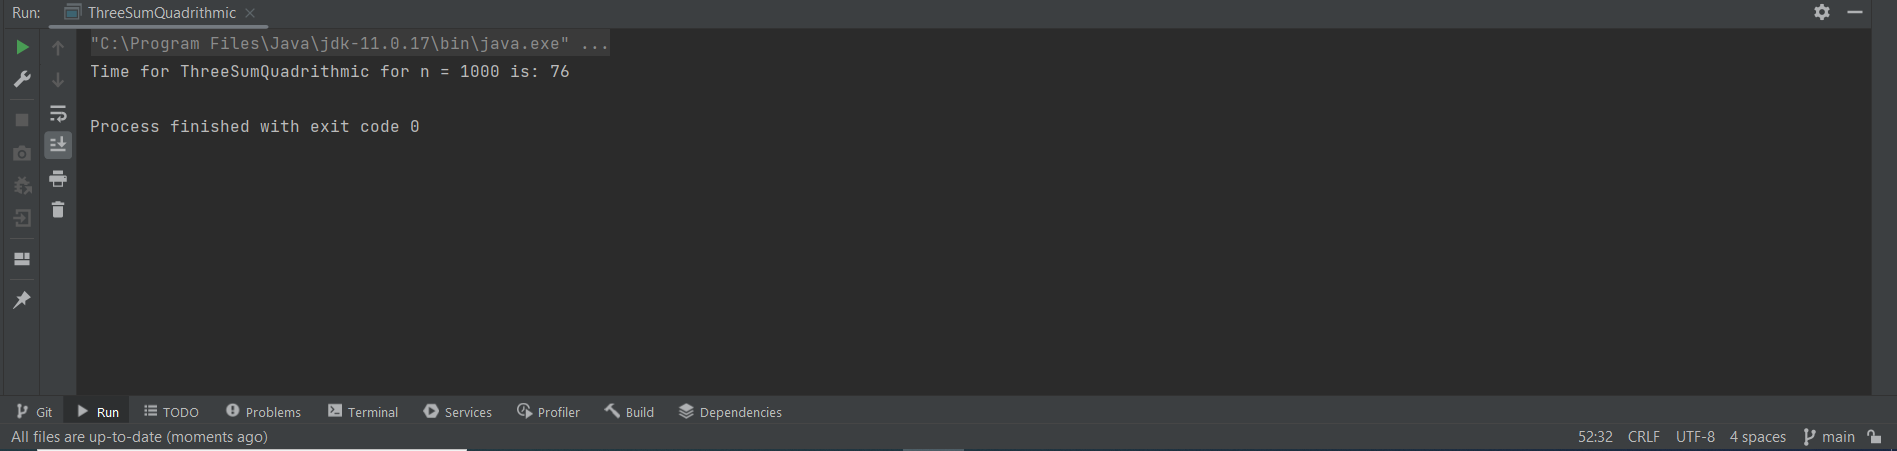 Run: ThreeSumQuadrithmic
"C:\Program Files\Java\jdk-11.0.17\bin\java.exe" ...
Time for ThreeSumQuadrithmic for n = 1000 is: 76
Process finished with exit code 0
Git Run TODO Problems Terminal Services Profiler Build Dependencies
All files are up-to-date (moments ago) 52:32 CRLF UTF-8 4 spaces main